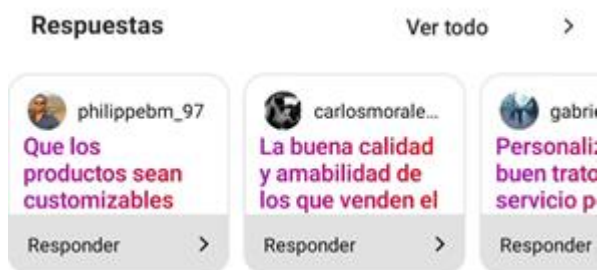 Respuestas
Ver todo
philippebm_97
Que los
productos sean
customizables
Responder
carlosmorale...
La buena calidad
y amabilidad de
los que venden el
Responder
buen trato
servicio
Responder